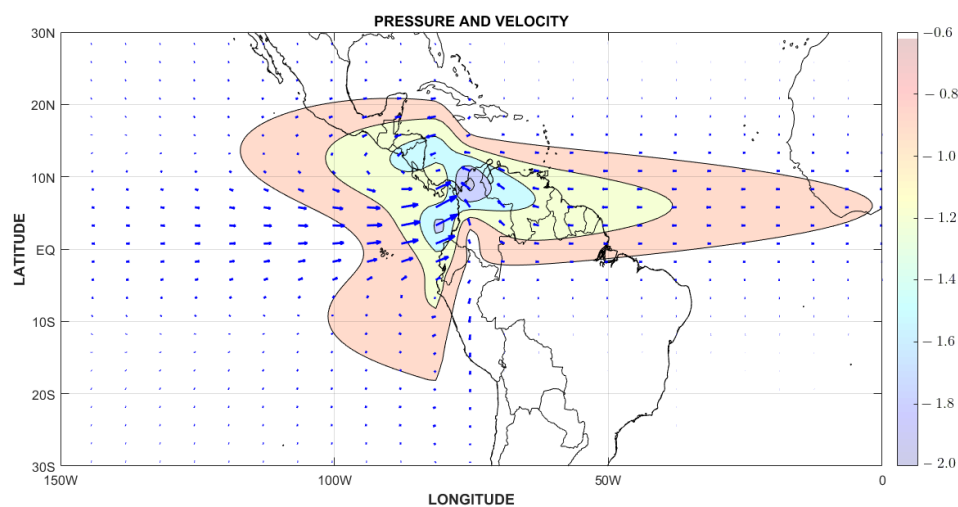 PRESSURE AND VELOCITY
30N
20N
10N
EQ
10S
20S
30S
LATITUDE
150W
100W
50W
0
LONGITUDE
−0.6
−0.8
−1.0
−1.2
−1.4
−1.6
−1.8
−2.0